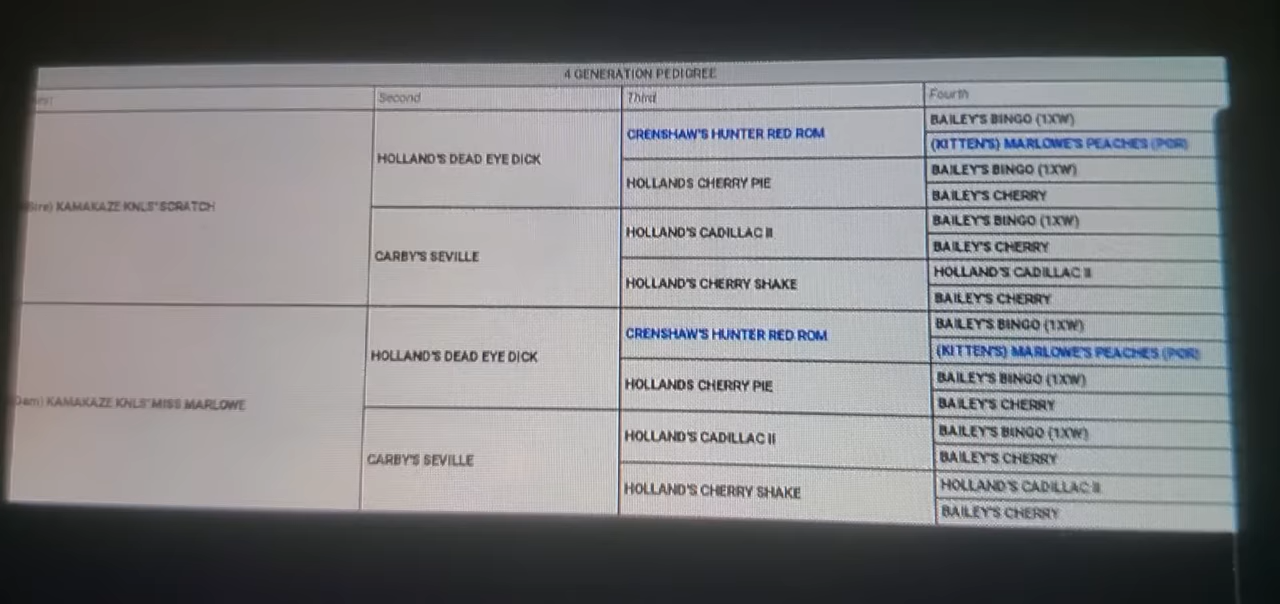 4 GENERATION PEDIGREE
Second Third Fourth
BAILEY'S BINGO (1XW)
CRENSHAW'S HUNTER RED ROM
(KITTEN'S) MARLOWE'S PEACHES (POR)
HOLLAND'S DEAD EYE DICK
BAILEY'S BINGO (1XW)
HOLLANDS CHERRY PIE
BAILEY'S CHERRY
KAMAKAZE KNLS' SCRATCH
BAILEY'S BINGO (1XW)
HOLLAND'S CADILLAC II
BAILEY'S CHERRY
CARBY'S SEVILLE
HOLLAND'S CADILLAC II
HOLLAND'S CHERRY SHAKE
BAILEY'S CHERRY
BAILEY'S BINGO (1XW)
CRENSHAW'S HUNTER RED ROM
(KITTEN'S) MARLOWE'S PEACHES (POR)
HOLLAND'S DEAD EYE DICK
BAILEY'S BINGO (1XW)
HOLLANDS CHERRY PIE
BAILEY'S CHERRY
KAMAKAZE KNLS' MISS MARLOWE
BAILEY'S BINGO (1XW)
HOLLAND'S CADILLAC II
BAILEY'S CHERRY
CARBY'S SEVILLE
HOLLAND'S CADILLAC II
HOLLAND'S CHERRY SHAKE
BAILEY'S CHERRY